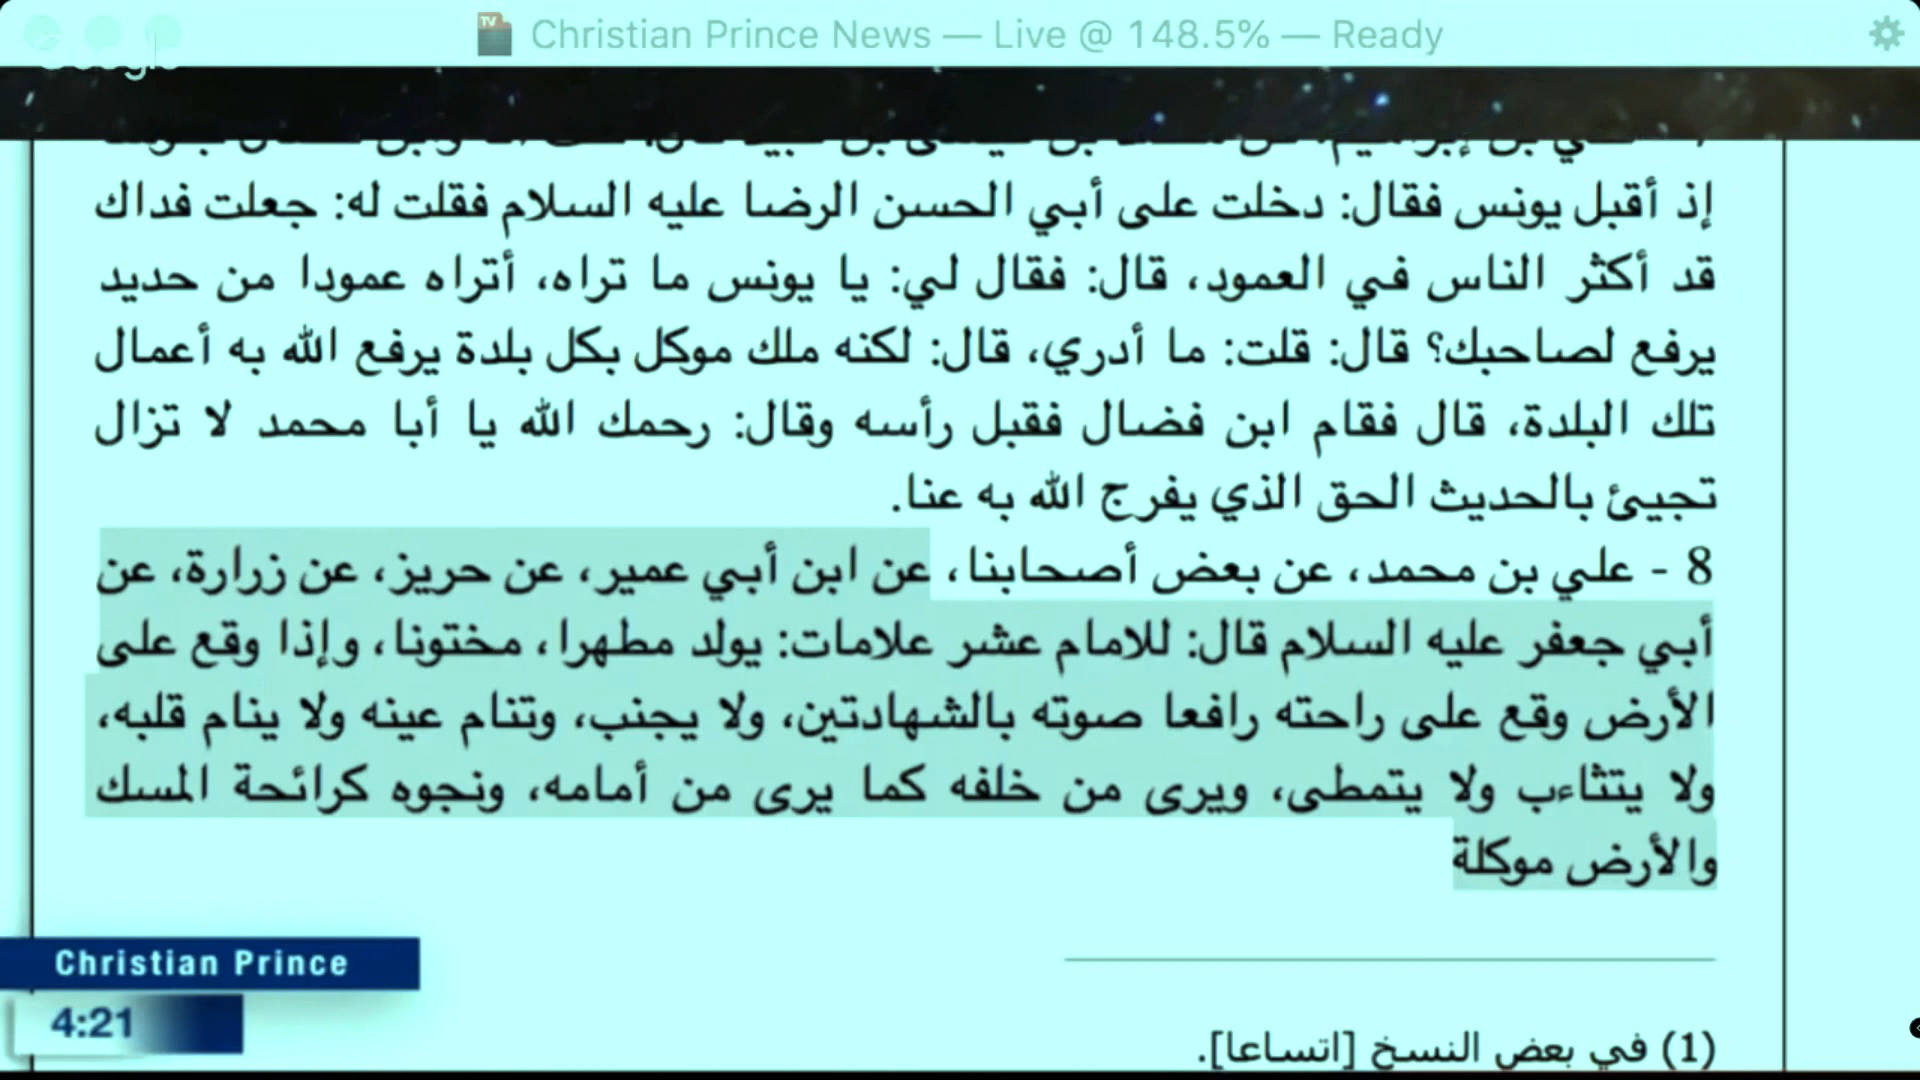 Christian Prince News — Live @ 148.5% — Ready
إذ أقبل يونس فقال: دخلت على أبي الحسن الرضا عليه السلام فقلت له: جعلت فداك
قد أكثر الناس في العمود، قال: فقال لي: يا يونس ما تراه، أتراه عمودا من حديد
يرفع لصاحبك؟ قال: قلت: ما أدري، قال: لكنه ملك موكل بكل بلدة يرفع الله به أعمال
تلك البلدة، قال فقام ابن فضال فقبل رأسه وقال: رحمك الله يا أبا محمد لا تزال
تجيئ بالحديث الحق الذي يفرج الله به عنا.
8 - علي بن محمد، عن بعض أصحابنا، عن ابن أبي عمير، عن حريز، عن زرارة، عن
أبي جعفر عليه السلام قال: للامام عشر علامات: يولد مطهرا، مختونا، وإذا وقع على
الأرض وقع على راحته رافعا صوته بالشهادتين، ولا يجنب، وتنام عينه ولا ينام قلبه،
ولا يتثاءب ولا يتمطى، ويرى من خلفه كما يرى من أمامه، ونجوه كرائحة المسك
والأرض موكلة
Christian Prince
4:21
(1) في بعض النسخ [اتساعا].